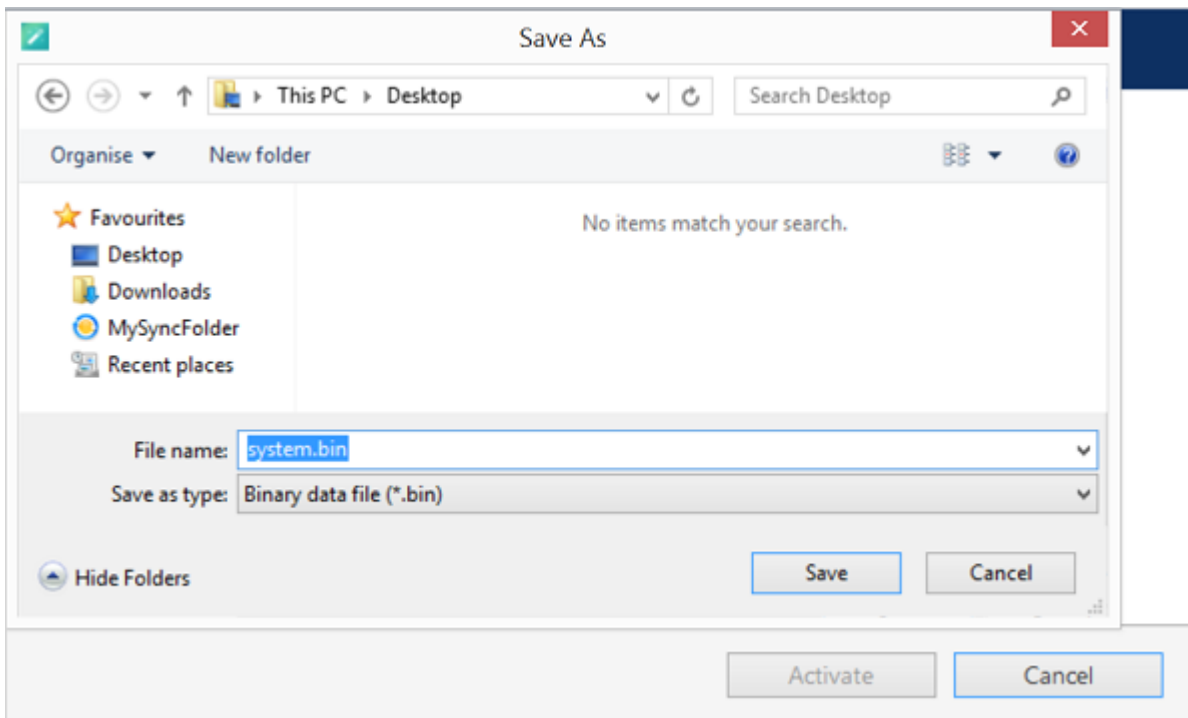 Save As
This PC Desktop
Search Desktop
Organise
New folder
Favourites
Desktop
Downloads
MySyncFolder
Recent places
No items match your search.
File name: system.bin
Save as type: Binary data file (*.bin)
Hide Folders
Save
Cancel
Activate
Cancel